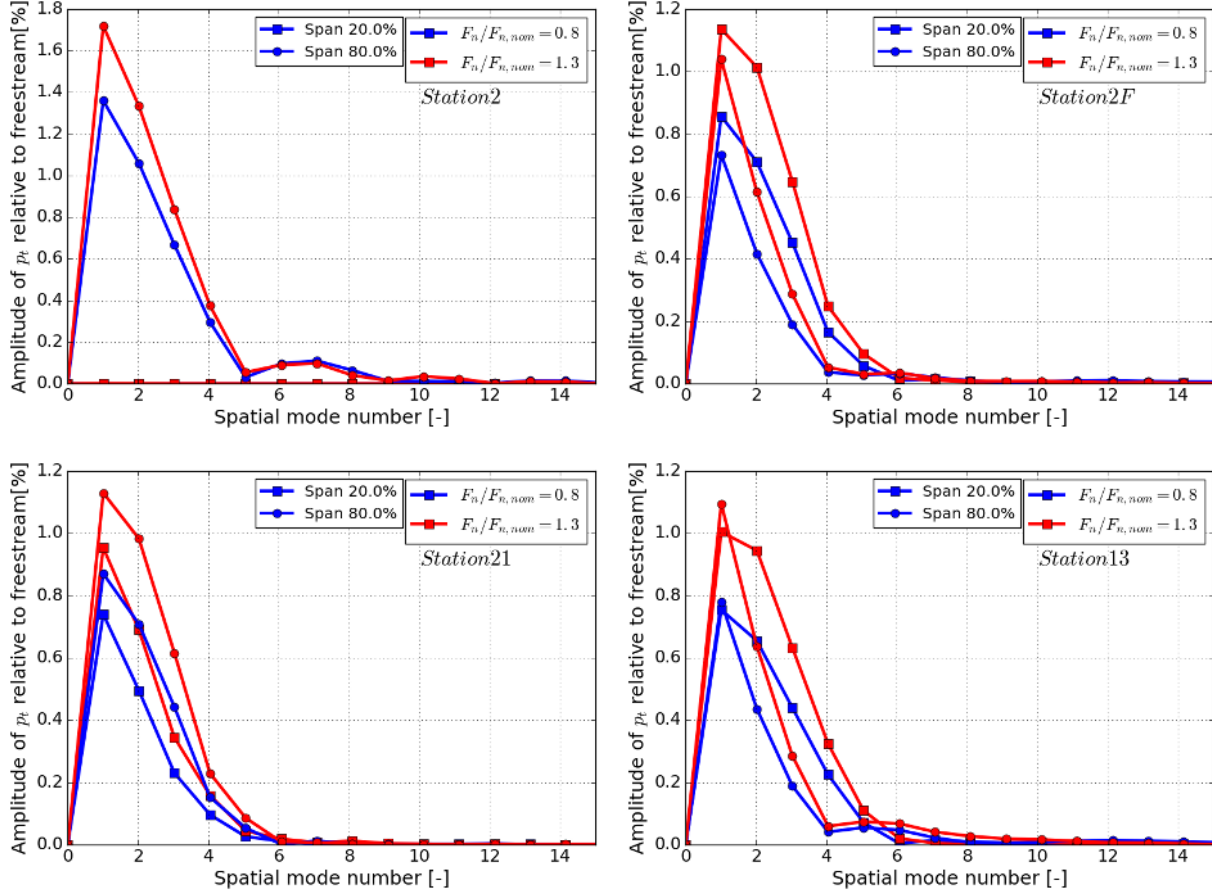 Amplitude of p_t relative to freestream[%]
1.8
1.6
1.4
1.2
1.0
0.8
0.6
0.4
0.2
0.0
Span 20.0%
Span 80.0%
F_n/F_{n,nom}=0.8
F_n/F_{n,nom}=1.3
Station2
0 2 4 6 8 10 12 14
Spatial mode number [-]
Amplitude of p_t relative to freestream[%]
1.2
1.0
0.8
0.6
0.4
0.2
0.0
Span 20.0%
Span 80.0%
F_n/F_{n,nom}=0.8
F_n/F_{n,nom}=1.3
Station2F
0 2 4 6 8 10 12 14
Spatial mode number [-]
Amplitude of p_t relative to freestream[%]
1.2
1.0
0.8
0.6
0.4
0.2
0.0
Span 20.0%
Span 80.0%
F_n/F_{n,nom}=0.8
F_n/F_{n,nom}=1.3
Station21
0 2 4 6 8 10 12 14
Spatial mode number [-]
Amplitude of p_t relative to freestream[%]
1.2
1.0
0.8
0.6
0.4
0.2
0.0
Span 20.0%
Span 80.0%
F_n/F_{n,nom}=0.8
F_n/F_{n,nom}=1.3
Station13
0 2 4 6 8 10 12 14
Spatial mode number [-]